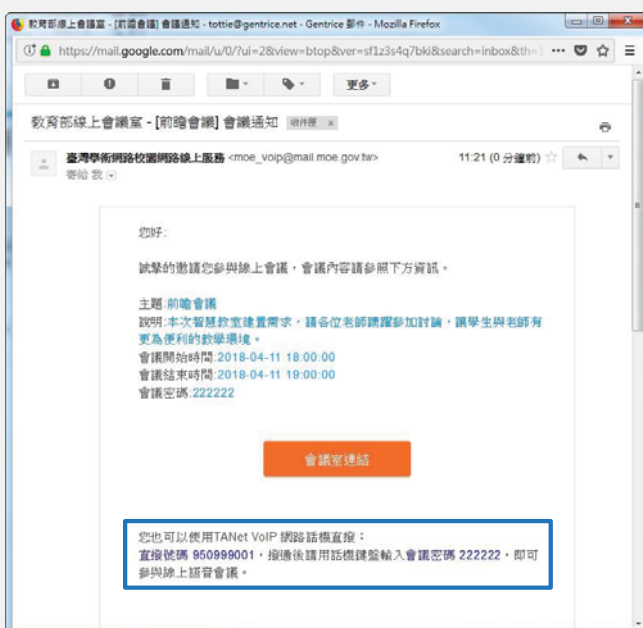 教育部線上會議室 - [前瞻會議] 會議通知 - tottie@gentrice.net - Gentrice 郵件 - Mozilla Firefox
https://mail.google.com/mail/u/0/?ui=2&view=btop&ver=sf1z3s4q7bki&search=inbox&th=1
更多
教育部線上會議室 - [前瞻會議] 會議通知 收件匣 ×
臺灣學術網路校園網路線上服務 <moe_voip@mail.moe.gov.tw> 11:21 (0 分鐘前)
寄給 我
您好:
誠摯的邀請您參與線上會議，會議內容請參照下方資訊。
主題:前瞻會議
說明:本次智慧教室建置需求，請各位老師踴躍參加討論，讓學生與老師有
更為便利的教學環境。
會議開始時間:2018-04-11 18:00:00
會議結束時間:2018-04-11 19:00:00
會議密碼:222222
會議室連結
您也可以使用TANet VoIP 網路話機直撥：
直撥號碼 950999001，撥通後請用話機鍵盤輸入會議密碼 222222，即可
參與線上語音會議。